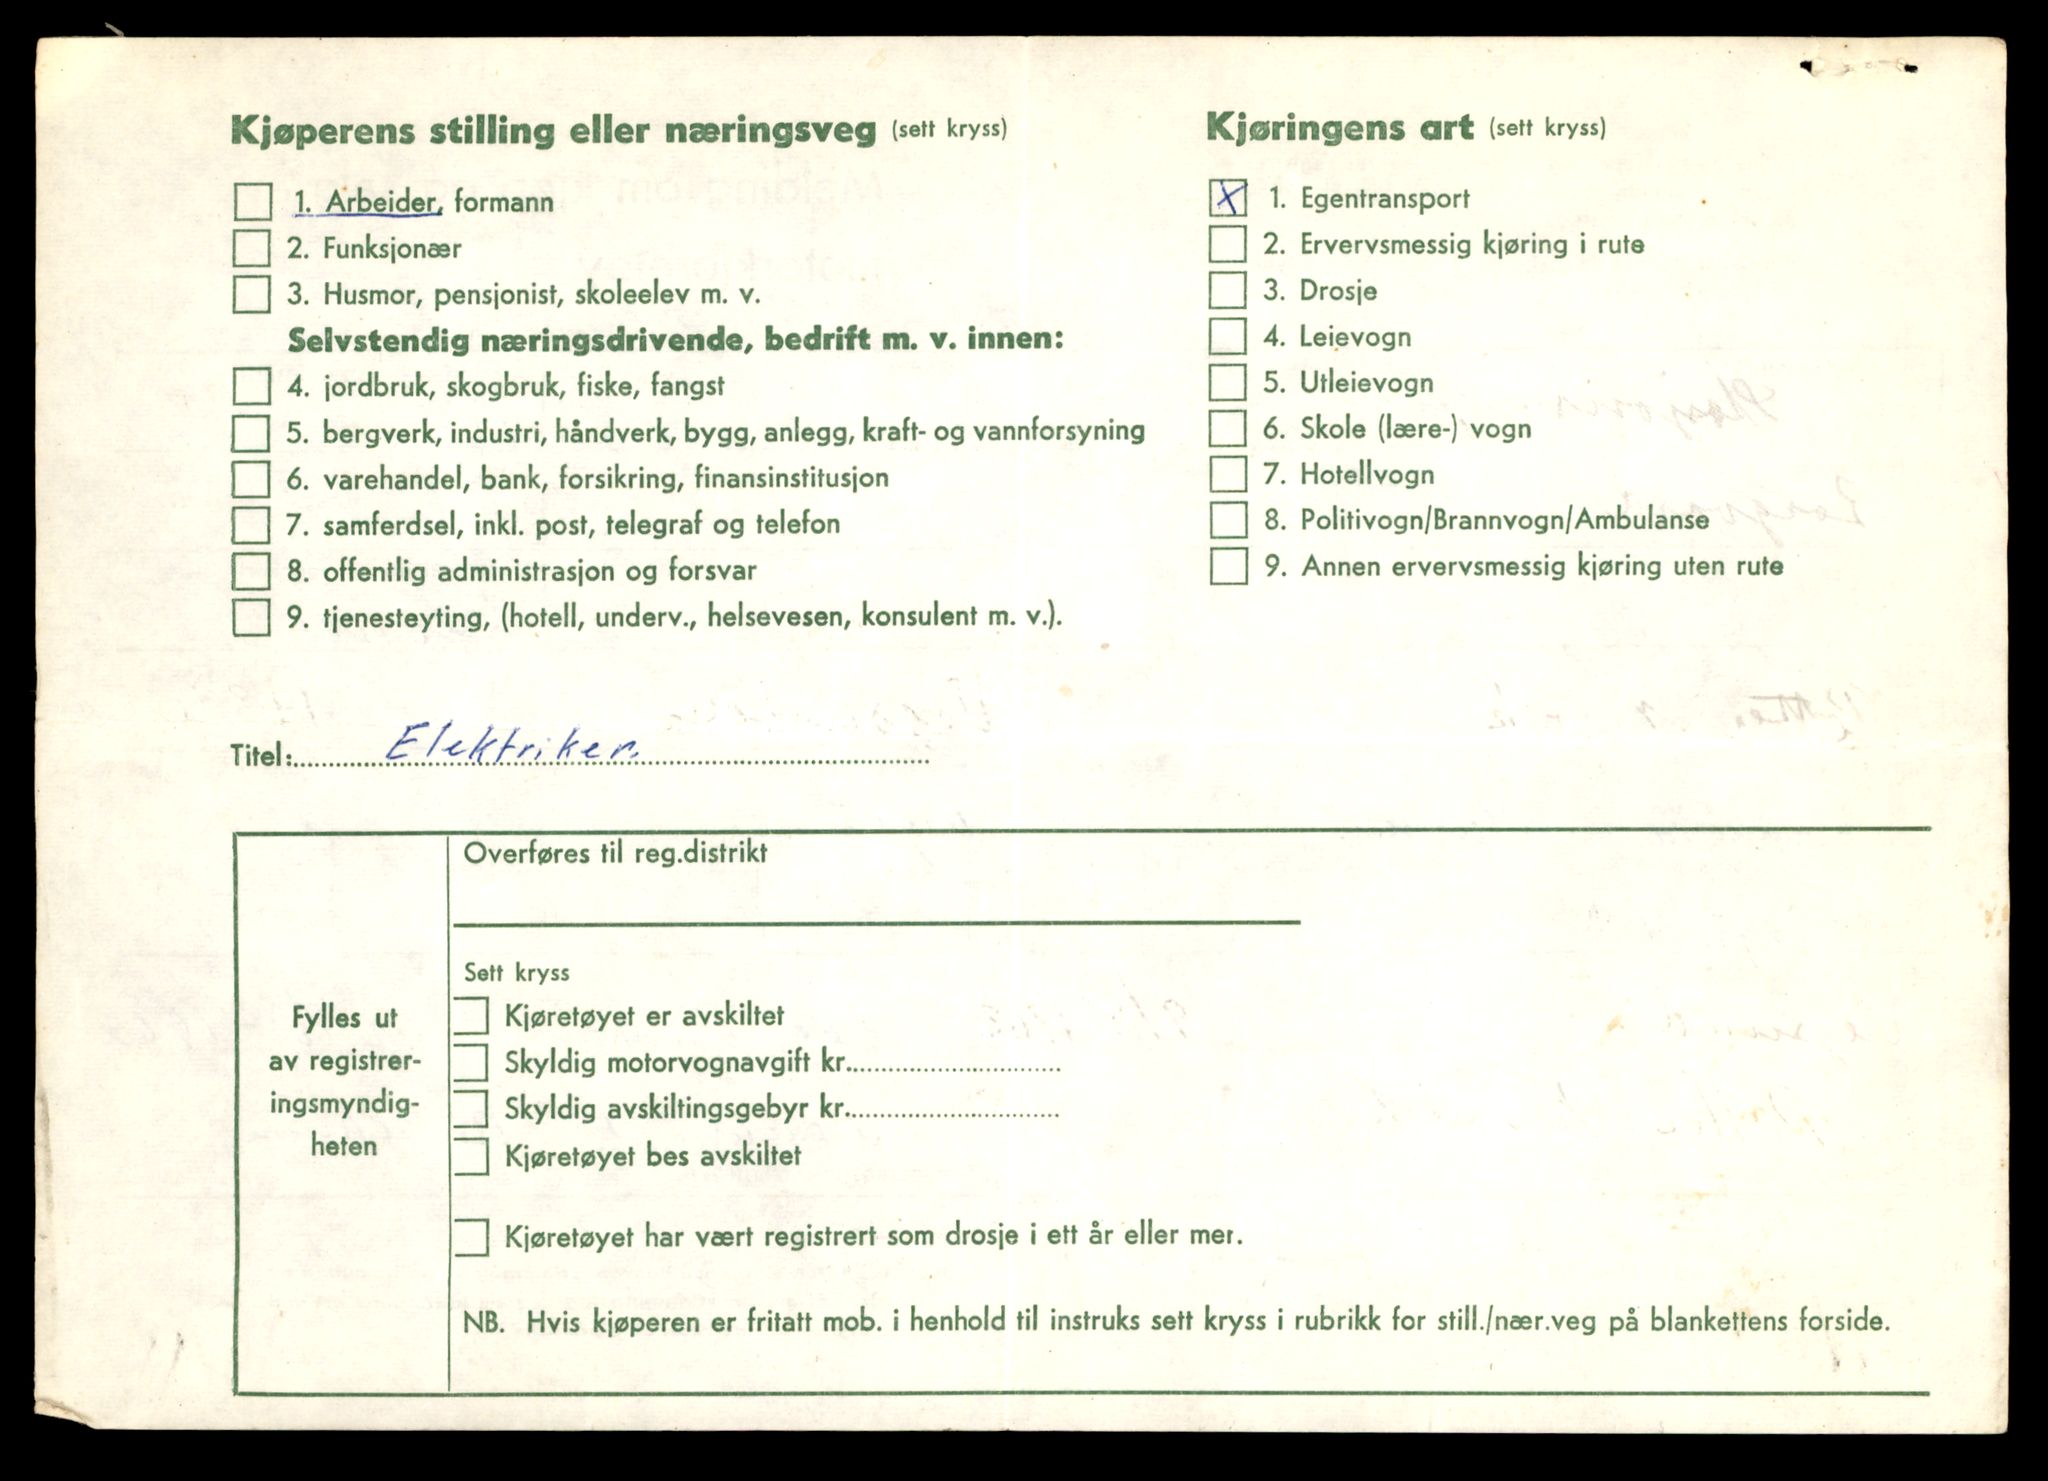 Kjøperens stilling eller næringsveg (sett kryss)
1. Arbeider, formann
2. Funksjonær
3. Husmor, pensjonist, skoleelev m. v.
Selvstendig næringsdrivende, bedrift m. v. innen:
4. jordbruk, skogbruk, fiske, fangst
5. bergverk, industri, håndverk, bygg, anlegg, kraft- og vannforsyning
6. varehandel, bank, forsikring, finansinstitusjon
7. samferdsel, inkl. post, telegraf og telefon
8. offentlig administrasjon og forsvar
9. tjenesteyting, (hotell, underv., helsevesen, konsulent m. v.).
Kjøringens art (sett kryss)
X 1. Egentransport
2. Ervervsmessig kjøring i rute
3. Drosje
4. Leievogn
5. Utleievogn
6. Skole (lære-) vogn
7. Hotellvogn
8. Politivogn/Brannvogn/Ambulanse
9. Annen ervervsmessig kjøring uten rute
Titel: Elektriker.
Fylles ut
av registrer-
ingsmyndig-
heten
Overføres til reg.distrikt
Sett kryss
Kjøretøyet er avskiltet
Skyldig motorvognavgift kr.
Skyldig avskiltingsgebyr kr.
Kjøretøyet bes avskiltet
Kjøretøyet har vært registrert som drosje i ett år eller mer.
NB. Hvis kjøperen er fritatt mob. i henhold til instruks sett kryss i rubrikk for still./nær.veg på blankettens forside.